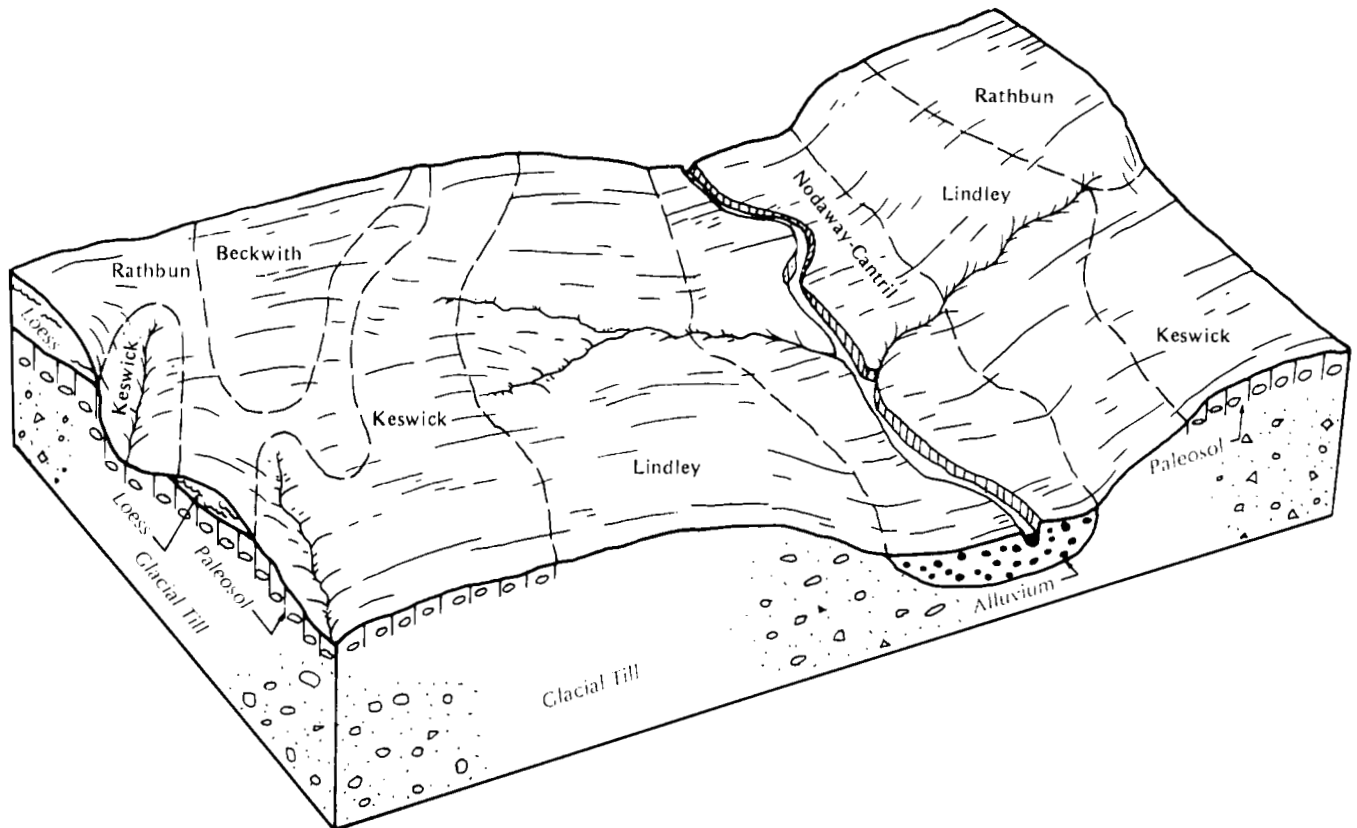 Rathbun
Lindley
Nodaway-Cantril
Keswick
Beckwith
Rathbun
Loess
Keswick
Keswick
Lindley
Paleosol
Loess
Glacial Till
Paleosol
Alluvium
Glacial Till